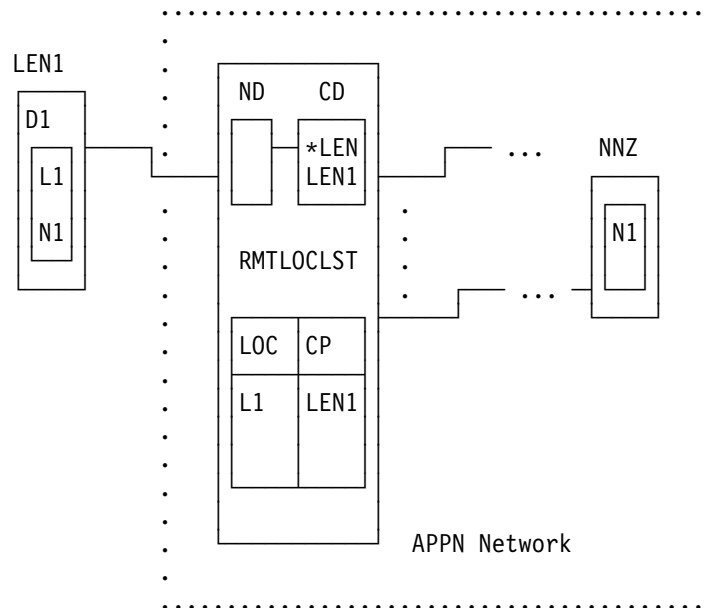 LEN1
ND CD
D1
*LEN
... NNZ
L1 LEN1
N1 N1
RMTLOCLST
...
LOC CP
L1 LEN1
APPN Network